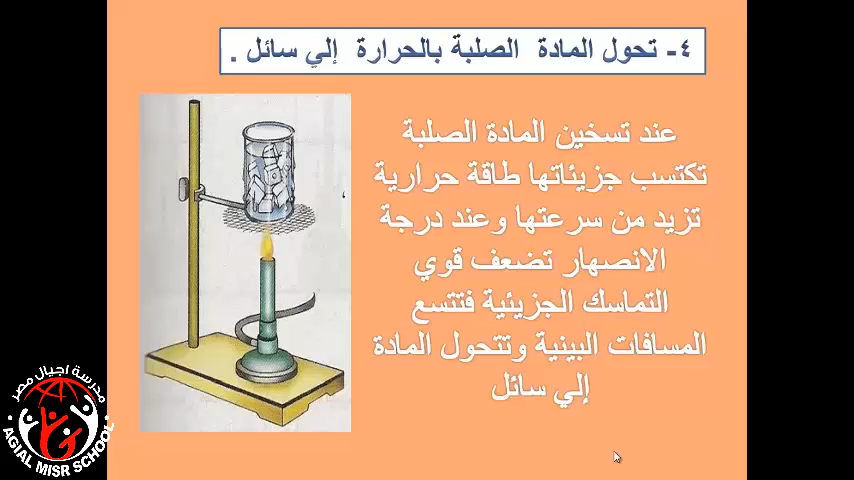 ٤- تحول المادة الصلبة بالحرارة إلي سائل .
عند تسخين المادة الصلبة
تكتسب جزيئاتها طاقة حرارية
تزيد من سرعتها وعند درجة
الانصهار تضعف قوي
التماسك الجزيئية فتتسع
المسافات البينية وتتحول المادة
إلي سائل
مدرسة اجيال مصر
AGIAL MISR SCHOOL